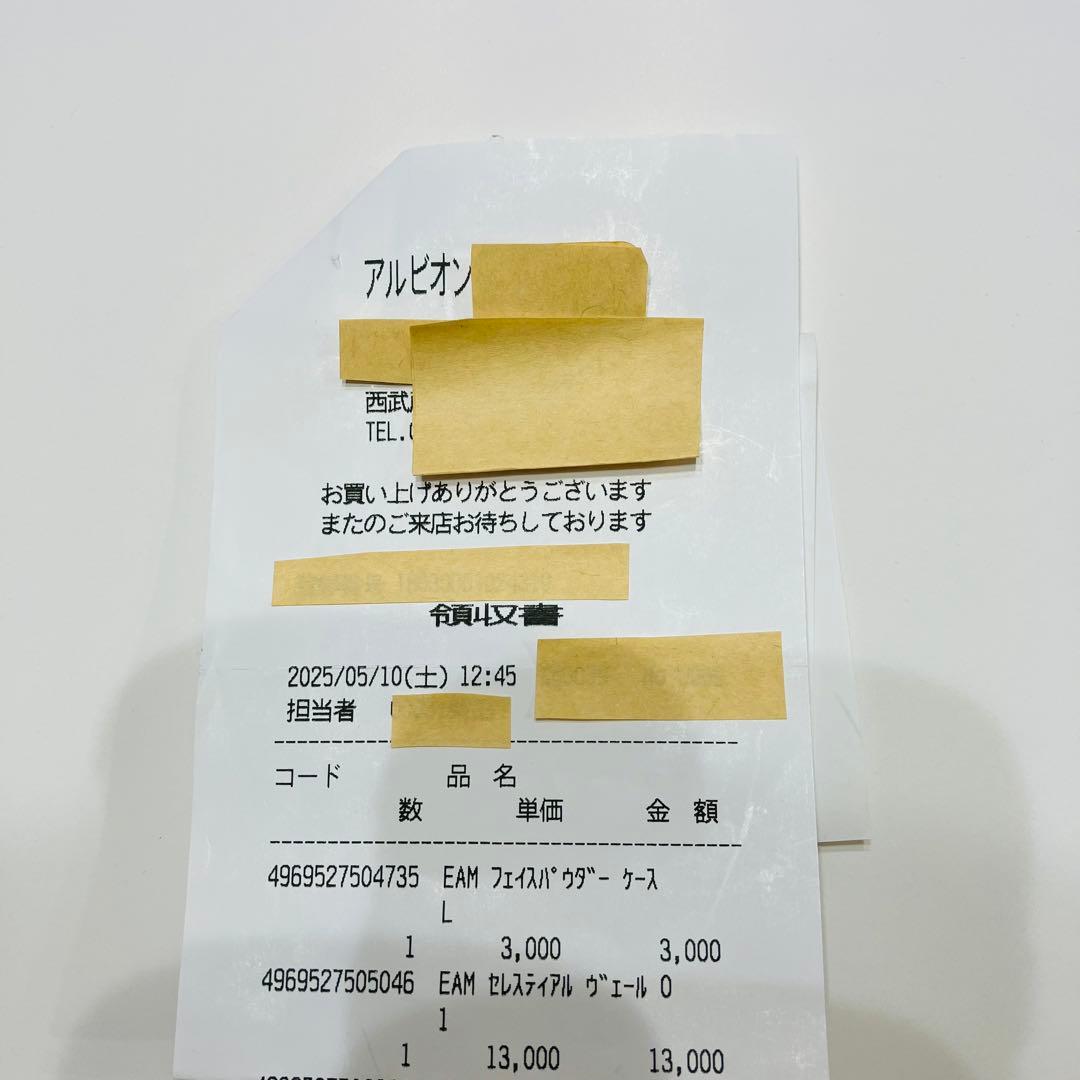 アルビオン
西武
TEL.
お買い上げありがとうございます
またのご来店お待ちしております
領収書
2025/05/10(土) 12:45
担当者
コード 品 名
数 単価 金 額
4969527504735 EAM フェイスパウダー ケース
L
1 3,000 3,000
4969527505046 EAM セレスティアル ヴェール 0
1
1 13,000 13,000